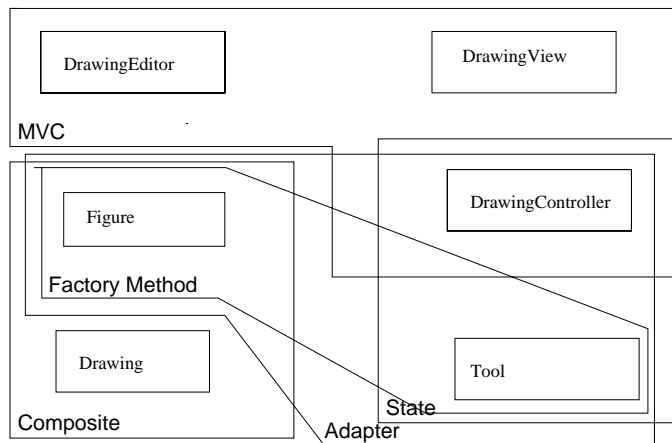 DrawingEditor
DrawingView
MVC
DrawingController
Figure
Factory Method
Drawing
Tool
State
Composite
Adapter